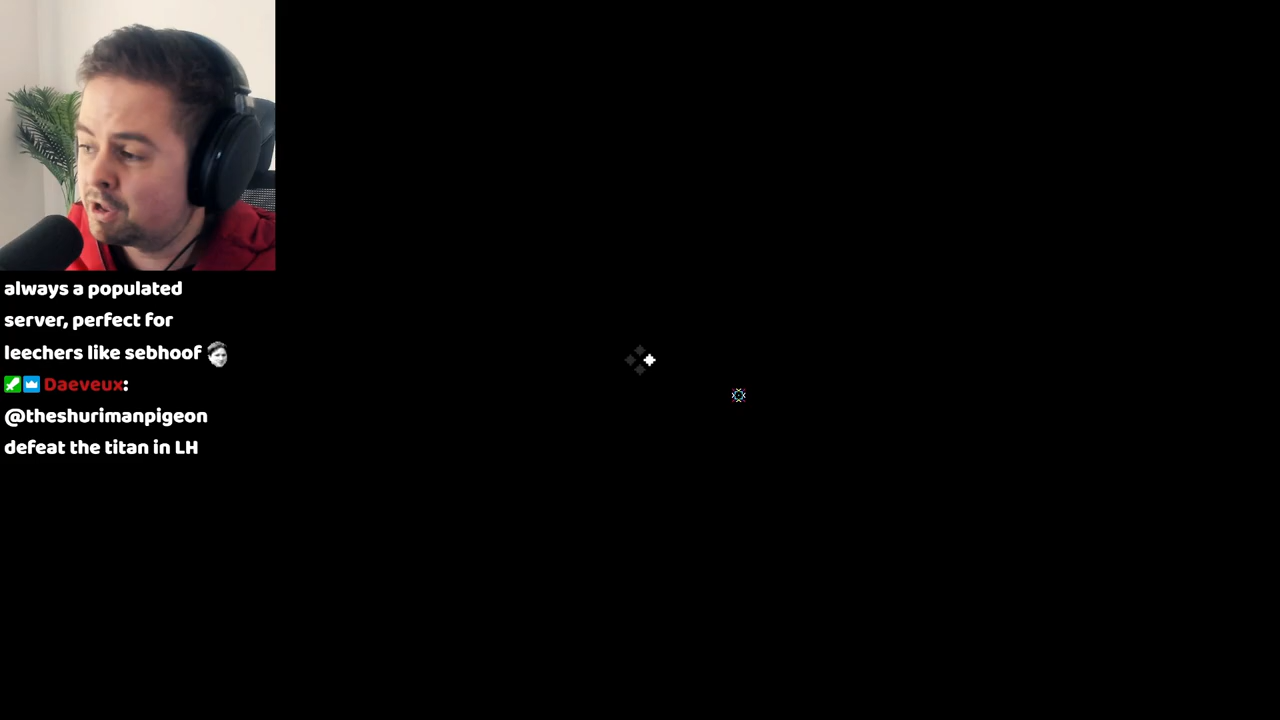 always a populated
server, perfect for
leechers like sebhoof
Daeveux:
@theshurimanpigeon
defeat the titan in LH